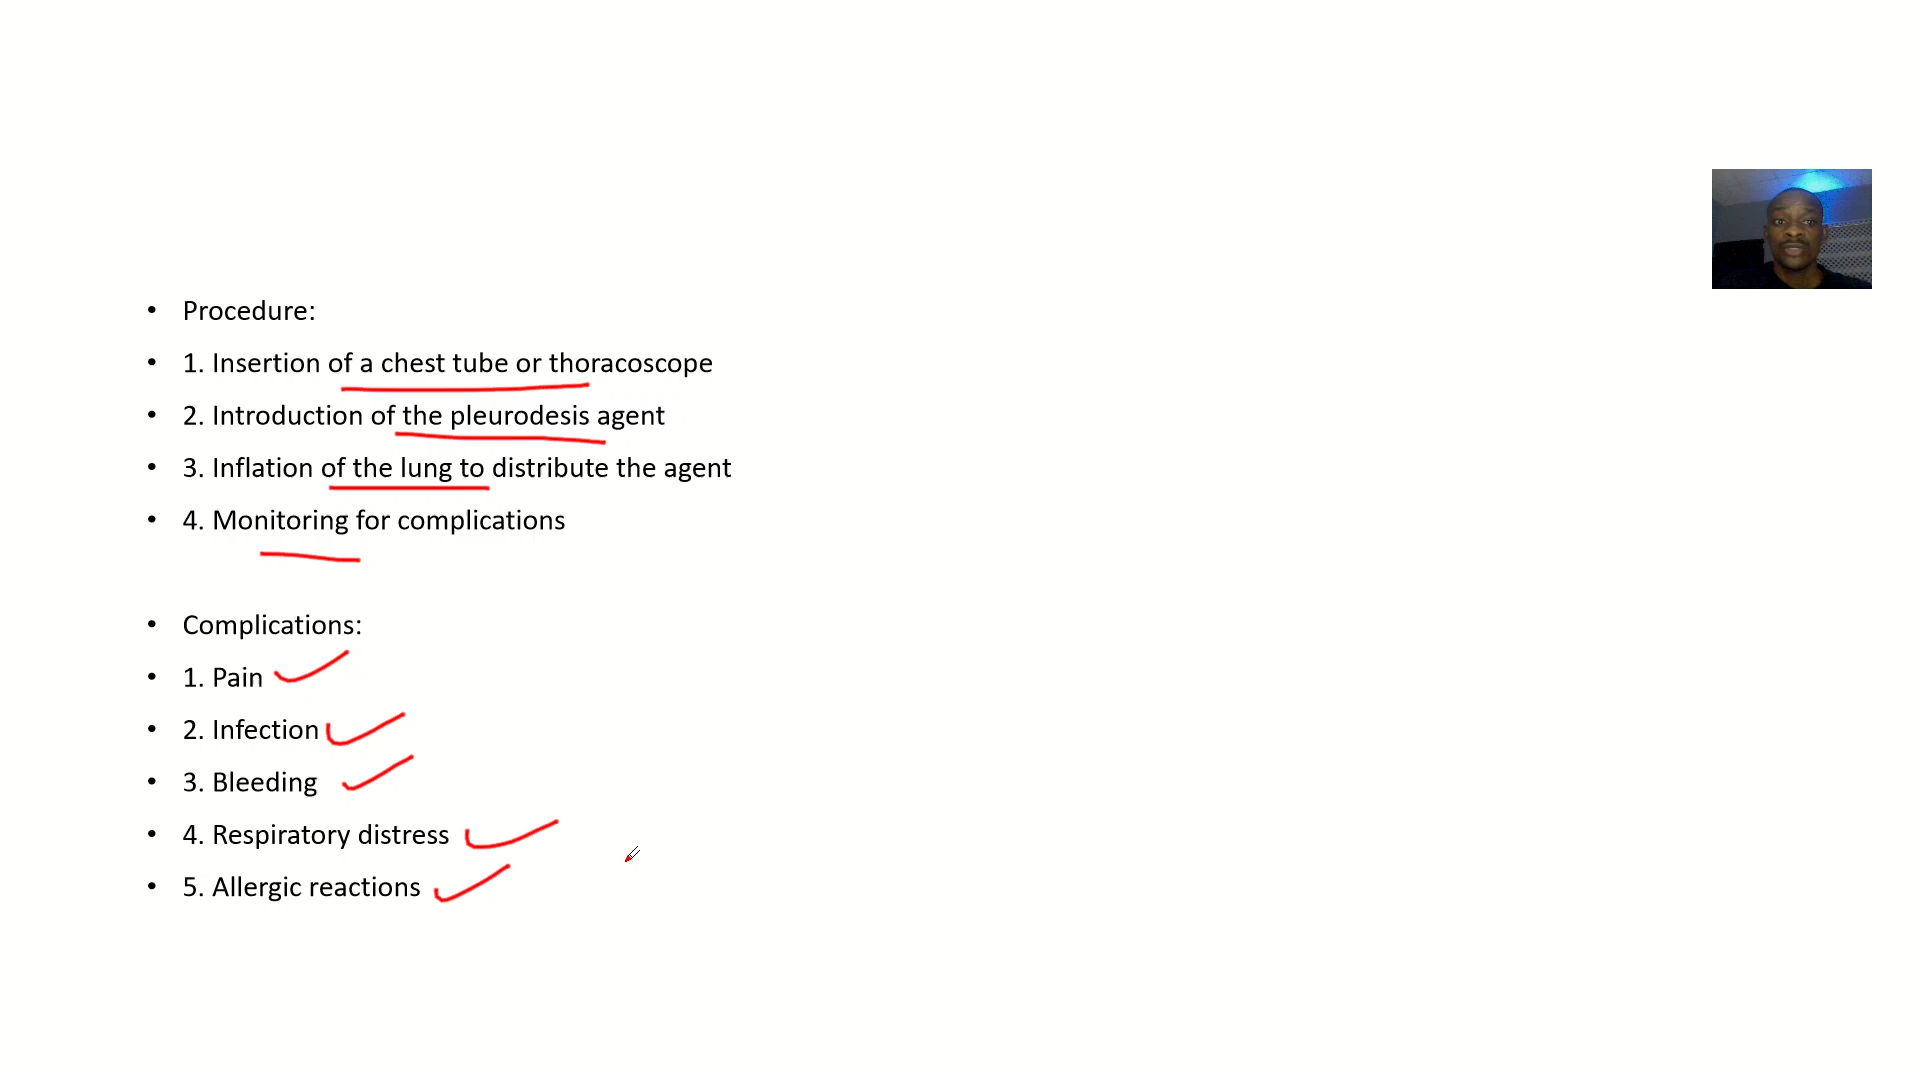 • Procedure:
• 1. Insertion of a chest tube or thoracoscope
• 2. Introduction of the pleurodesis agent
• 3. Inflation of the lung to distribute the agent
• 4. Monitoring for complications
• Complications:
• 1. Pain
• 2. Infection
• 3. Bleeding
• 4. Respiratory distress
• 5. Allergic reactions